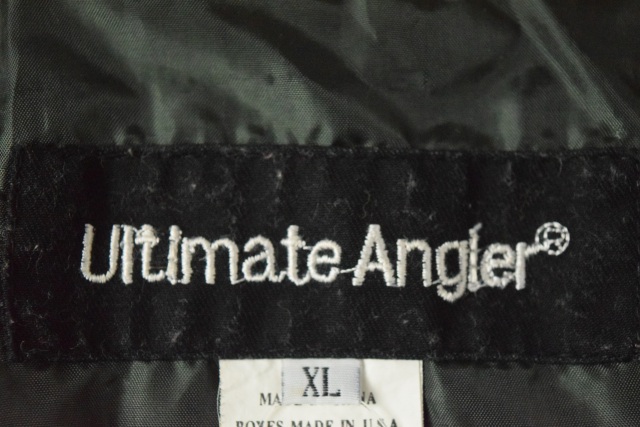 Ultimate Angler®
XL
BOXES MADE IN U.S.A